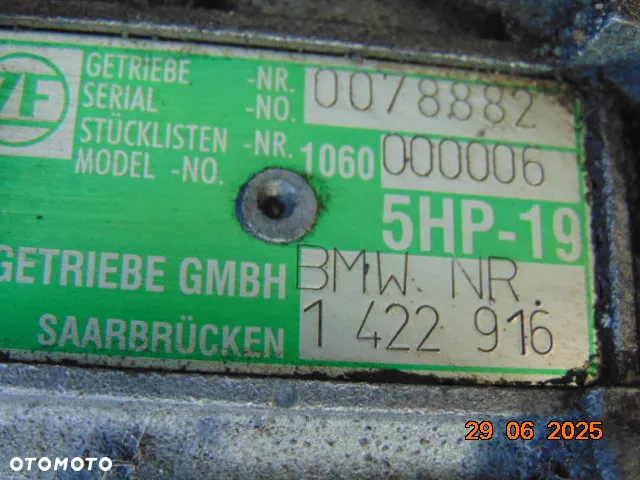 ZF
GETRIEBE -NR. 0078882
SERIAL -NO.
STÜCKLISTEN -NR. 1060 000006
MODEL -NO.
5HP-19
GETRIEBE GMBH BMW. NR.
SAARBRÜCKEN 1 422 916
29 06 2025
OTOMOTO